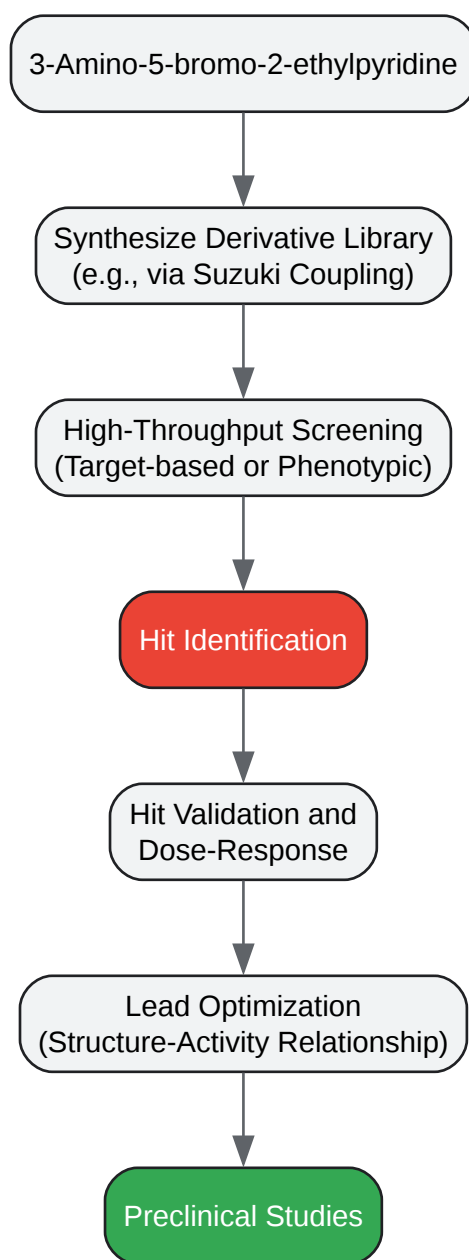 3-Amino-5-bromo-2-ethylpyridine
Synthesize Derivative Library
(e.g., via Suzuki Coupling)
High-Throughput Screening
(Target-based or Phenotypic)
Hit Identification
Hit Validation and
Dose-Response
Lead Optimization
(Structure-Activity Relationship)
Preclinical Studies